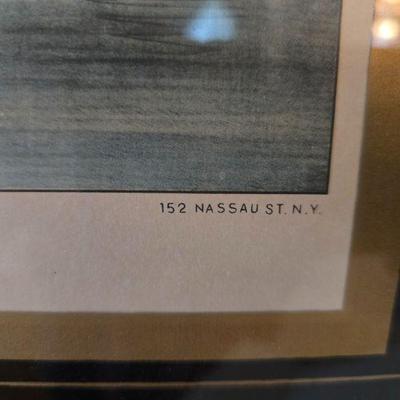 152 NASSAU ST. N.Y.